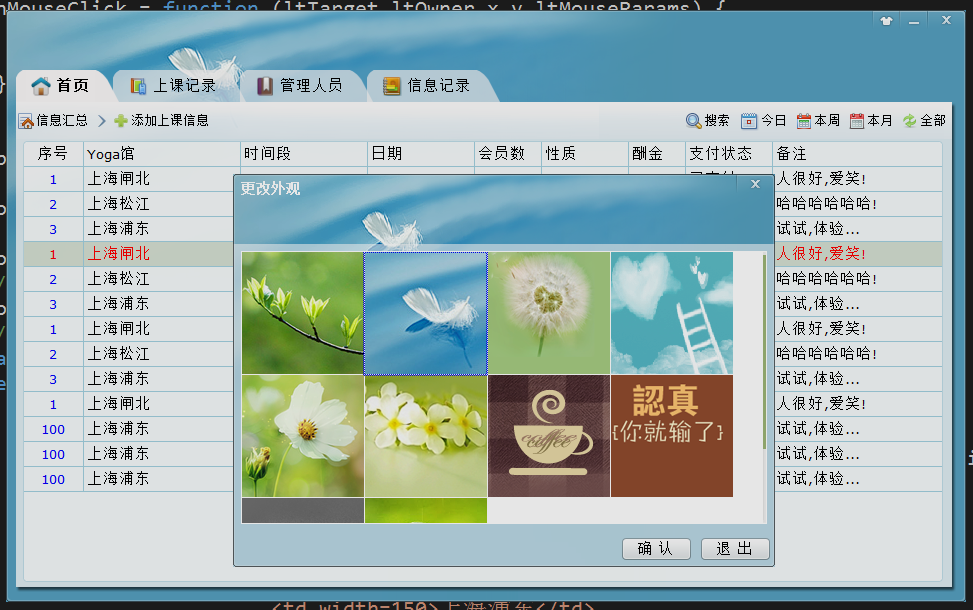 nMouseClick = function (ltTarget,ltOwner,x,y,ltMouseParams) {
首页 上课记录 管理人员 信息记录
信息汇总 添加上课信息 搜索 今日 本周 本月 全部
序号 Yoga馆 时间段 日期 会员数 性质 酬金 支付状态 备注
1 上海闸北 人很好,爱笑!
更改外观
2 上海松江 哈哈哈哈哈哈!
3 上海浦东 试试,体验...
1 上海闸北 人很好,爱笑!
2 上海松江 哈哈哈哈哈哈!
3 上海浦东 试试,体验...
1 上海闸北 人很好,爱笑!
2 上海松江 哈哈哈哈哈哈!
3 上海浦东 试试,体验...
1 上海闸北 人很好,爱笑!
100 上海浦东 试试,体验...
100 上海浦东 试试,体验...
100 上海浦东 试试,体验...
coffee
認真
[你就输了]
确 认 退 出
<td width=150>上海浦东</td>